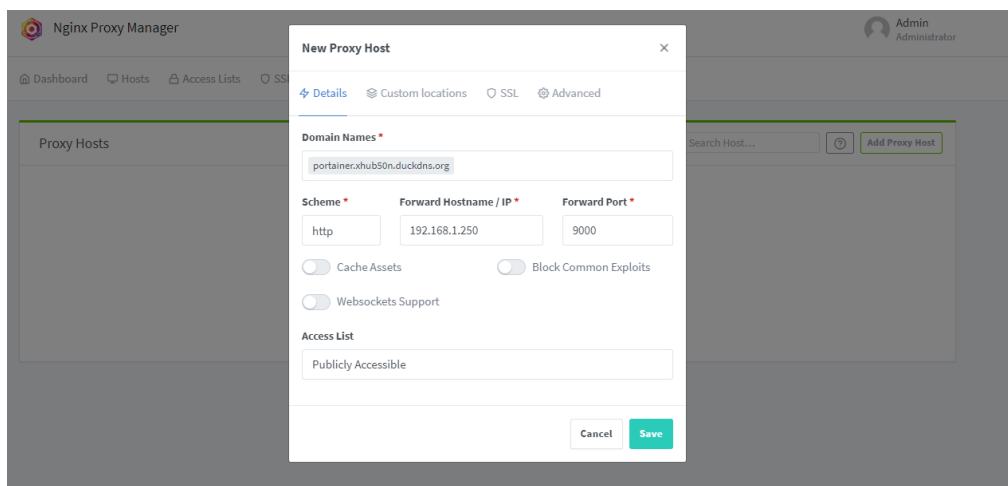 Nginx Proxy Manager
Admin
Administrator
Dashboard Hosts Access Lists SS
New Proxy Host ×
Details Custom locations SSL Advanced
Domain Names *
portainer.xhub50n.duckdns.org
Scheme * Forward Hostname / IP * Forward Port *
http 192.168.1.250 9000
Cache Assets Block Common Exploits
Websockets Support
Access List
Publicly Accessible
Cancel Save
Proxy Hosts Search Host... Add Proxy Host